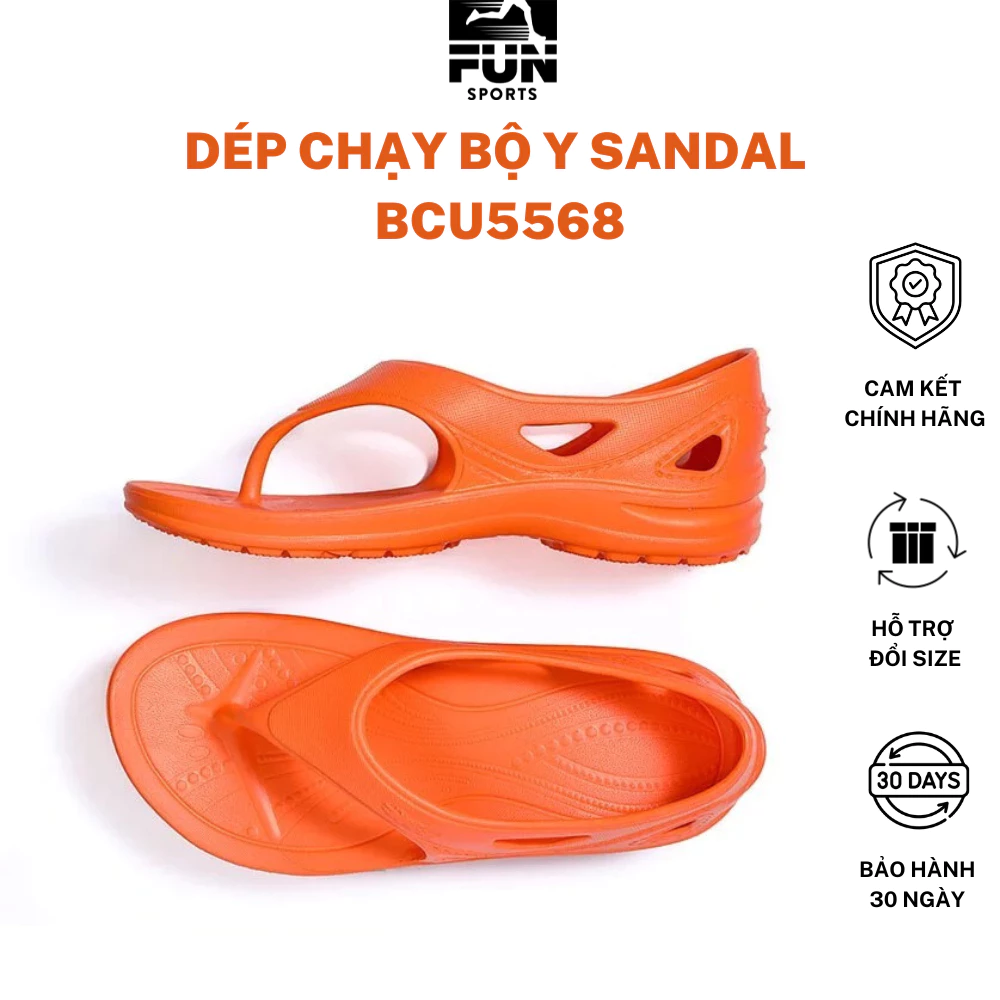 FUN
SPORTS
DÉP CHẠY BỘ Y SANDAL
BCU5568
CAM KẾT
CHÍNH HÃNG
HỖ TRỢ
ĐỔI SIZE
30 DAYS
BẢO HÀNH
30 NGÀY